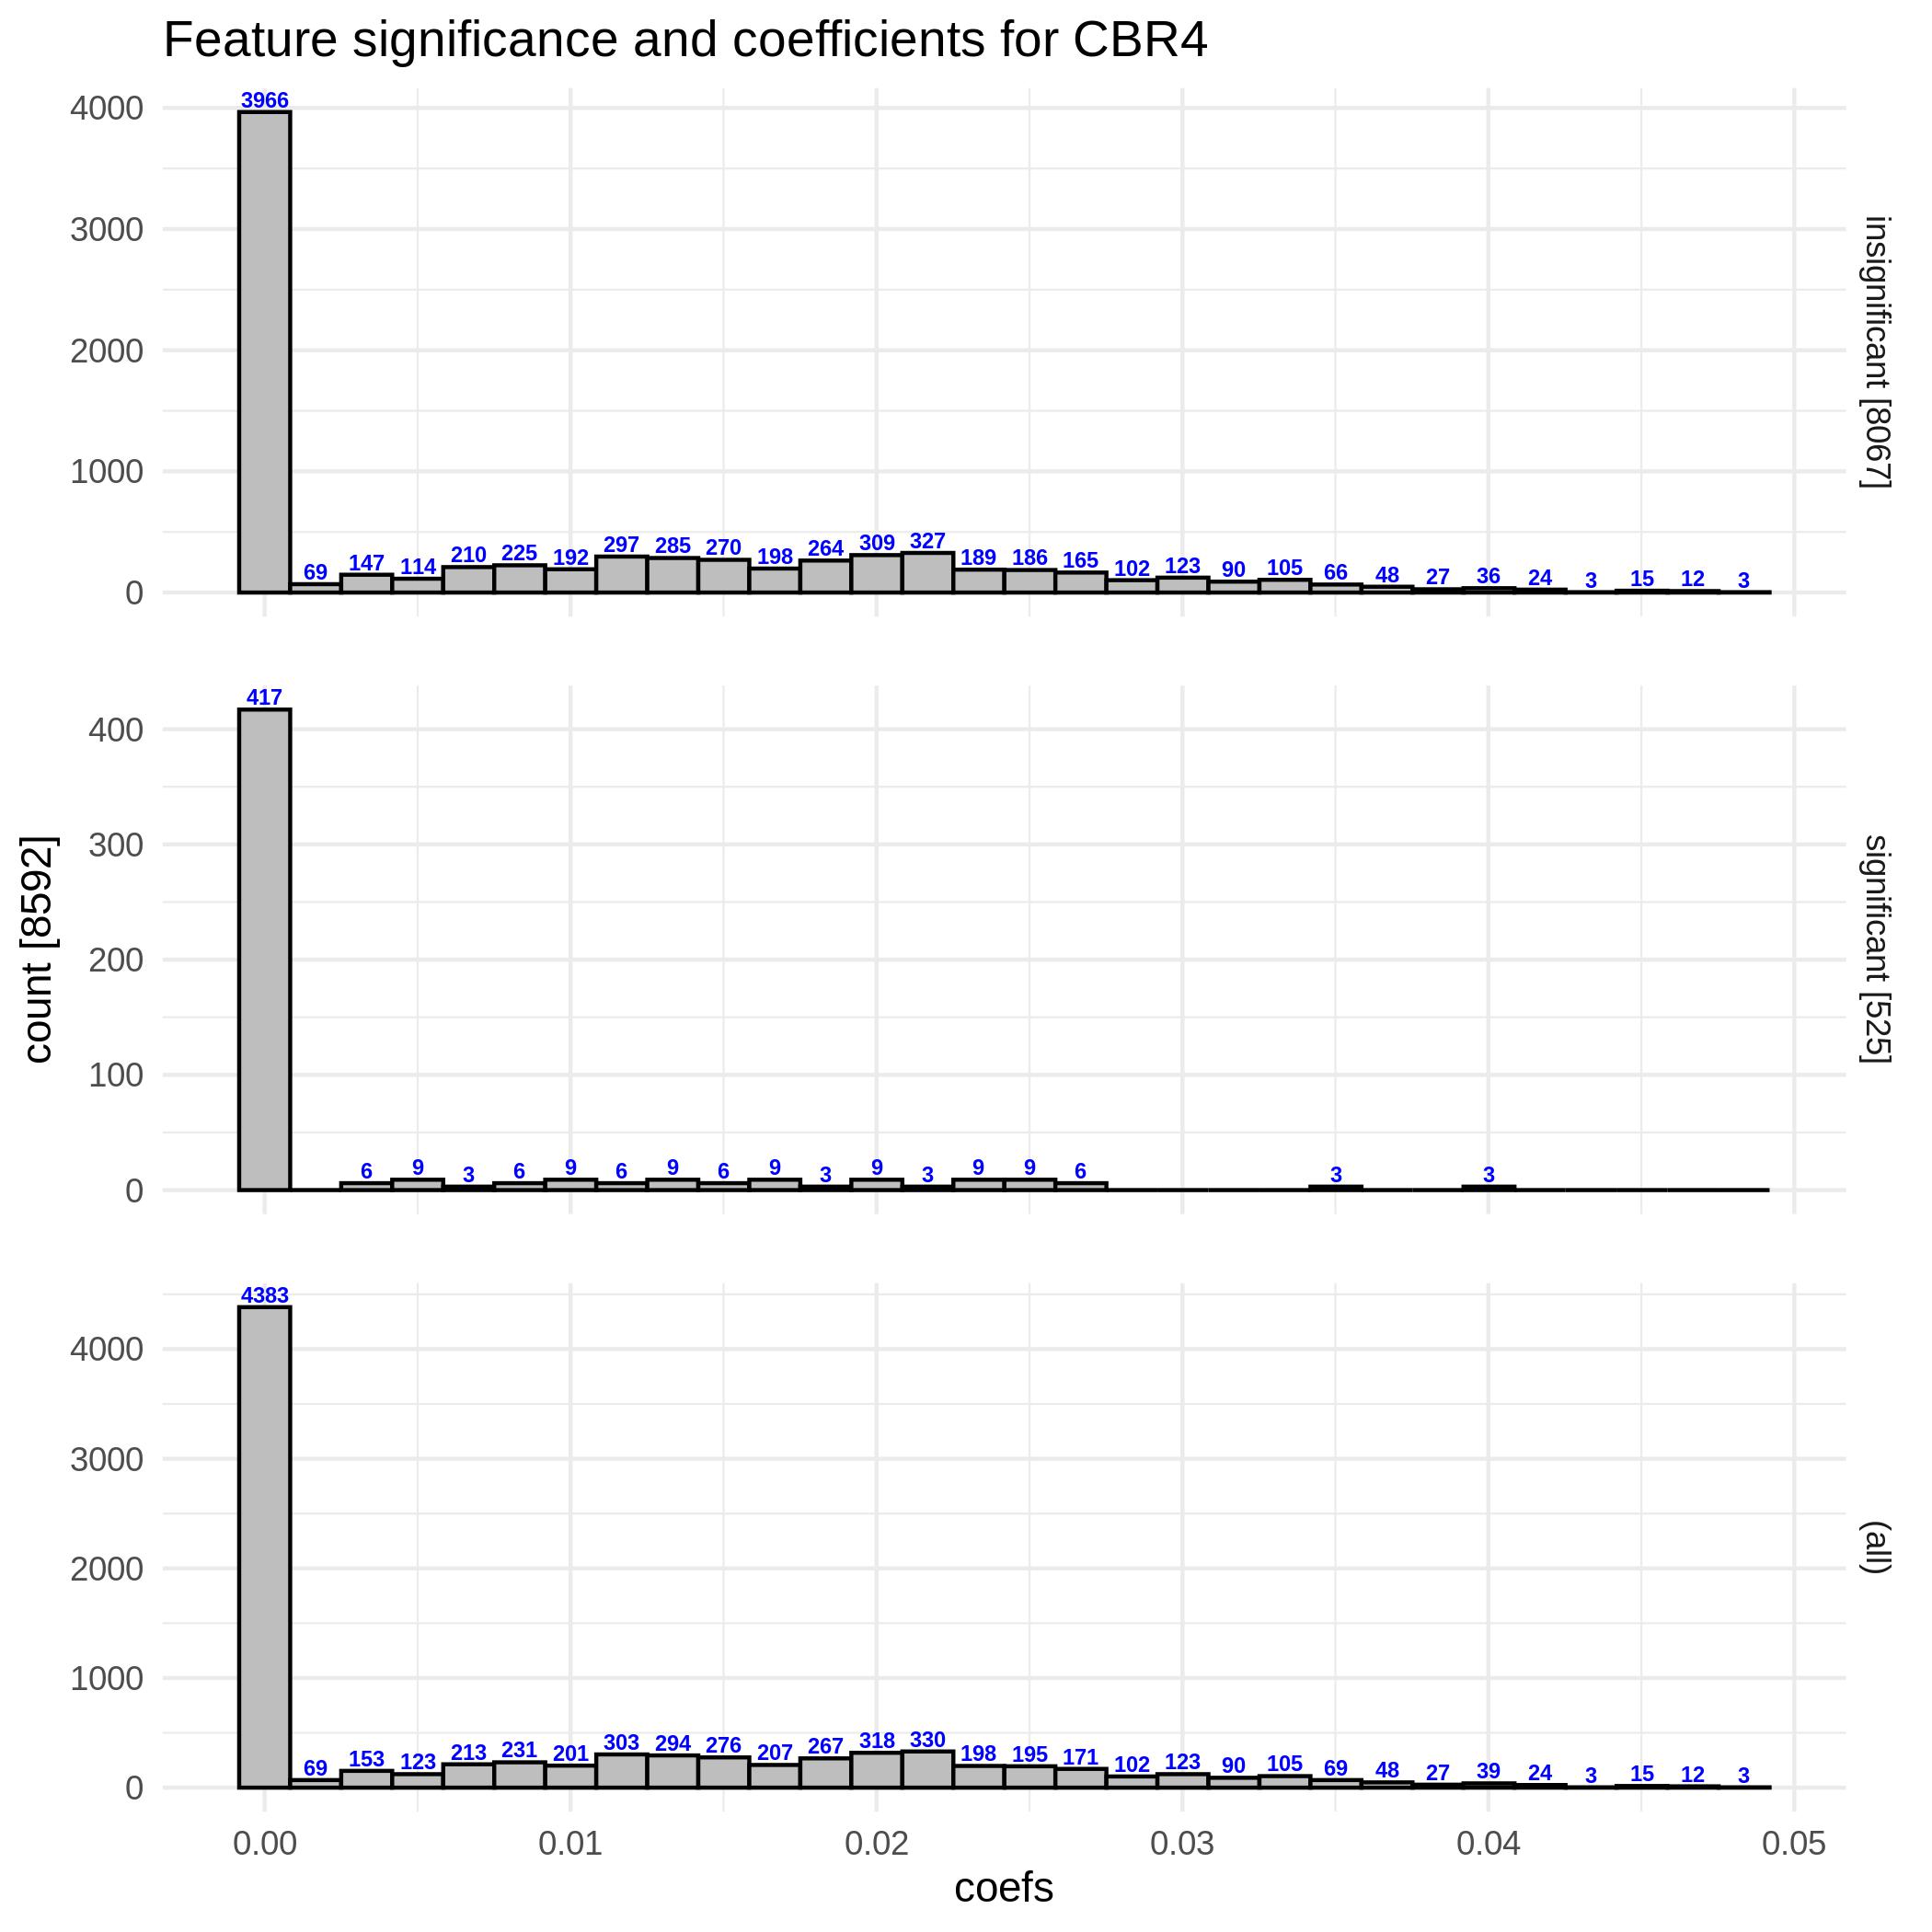 Feature significance and coefficients for CBR4
4000
3000
2000
1000
0
3966
69 147 114 210 225 192 297 285 270 198 264 309 327 189 186 165 102 123 90 105 66 48 27 36 24 3 15 12 3
insignificant [8067]
count [8592]
400
300
200
100
0
417
6 9 3 6 9 6 9 6 9 3 9 3 9 9 6 3 3
significant [525]
4000
3000
2000
1000
0
4383
69 153 123 213 231 201 303 294 276 207 267 318 330 198 195 171 102 123 90 105 69 48 27 39 24 3 15 12 3
(all)
0.00 0.01 0.02 0.03 0.04 0.05
coefs